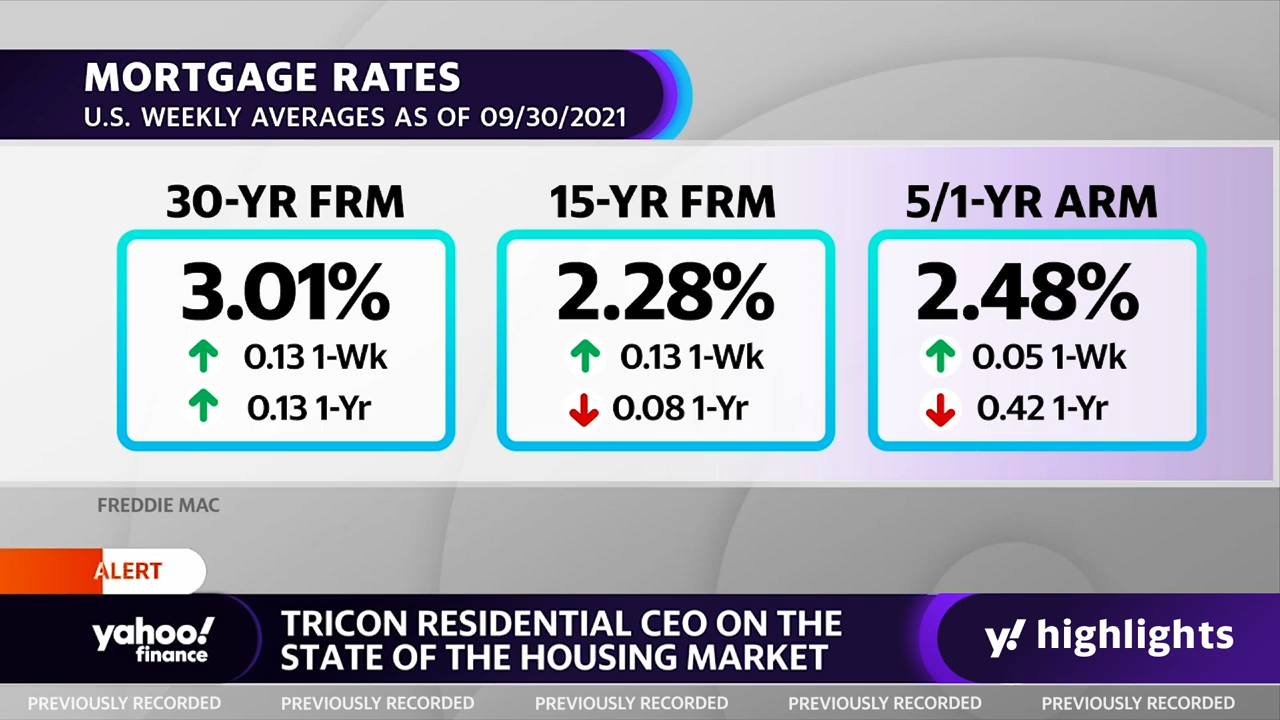 MORTGAGE RATES
U.S. WEEKLY AVERAGES AS OF 09/30/2021
30-YR FRM
3.01%
0.13 1-Wk
0.13 1-Yr
15-YR FRM
2.28%
0.13 1-Wk
0.08 1-Yr
5/1-YR ARM
2.48%
0.05 1-Wk
0.42 1-Yr
FREDDIE MAC
ALERT
yahoo!
finance
TRICON RESIDENTIAL CEO ON THE
STATE OF THE HOUSING MARKET
y! highlights
PREVIOUSLY RECORDED PREVIOUSLY RECORDED PREVIOUSLY RECORDED PREVIOUSLY RECORDED PREVIOUSLY RECORDED